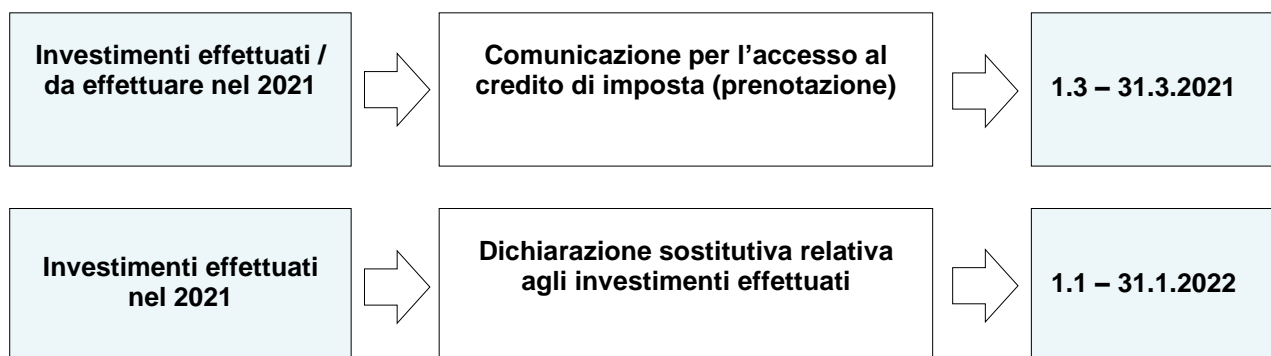 Investimenti effettuati /
da effettuare nel 2021
Comunicazione per l’accesso al
credito di imposta (prenotazione)
1.3 – 31.3.2021
Investimenti effettuati
nel 2021
Dichiarazione sostitutiva relativa
agli investimenti effettuati
1.1 – 31.1.2022